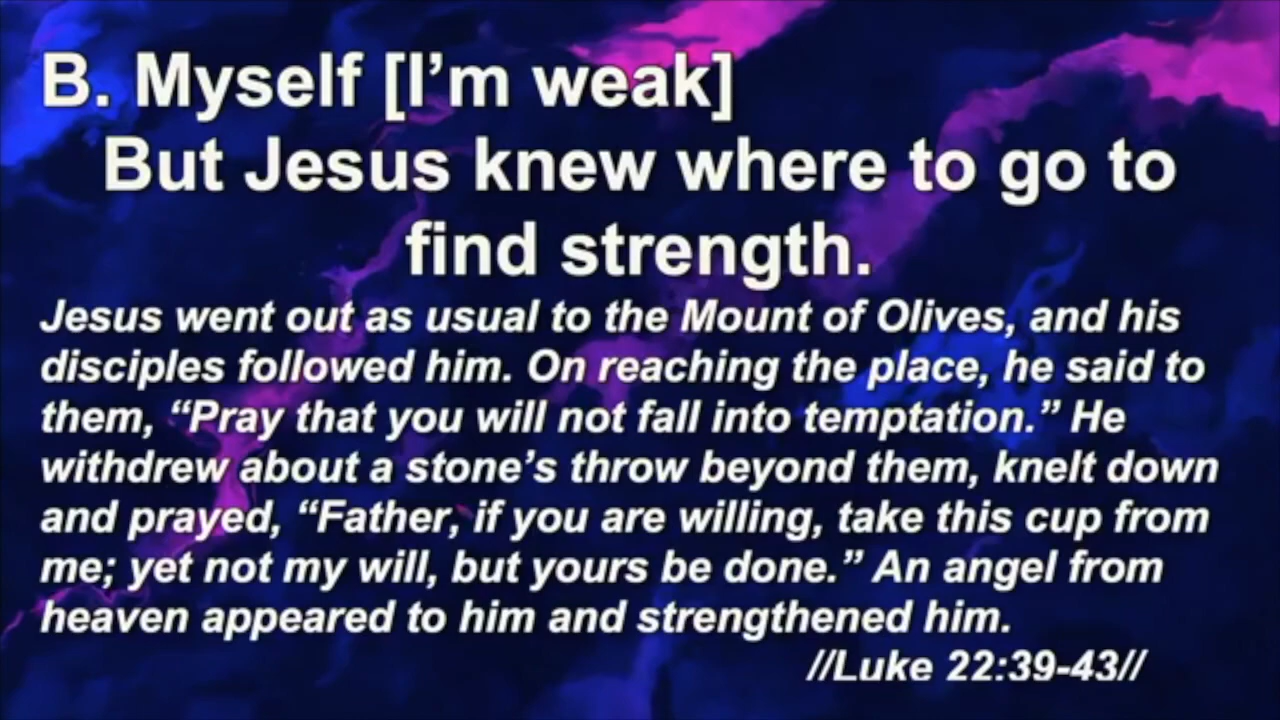 B. Myself [I’m weak]
But Jesus knew where to go to
find strength.
Jesus went out as usual to the Mount of Olives, and his
disciples followed him. On reaching the place, he said to
them, “Pray that you will not fall into temptation.” He
withdrew about a stone’s throw beyond them, knelt down
and prayed, “Father, if you are willing, take this cup from
me; yet not my will, but yours be done.” An angel from
heaven appeared to him and strengthened him.
//Luke 22:39-43//